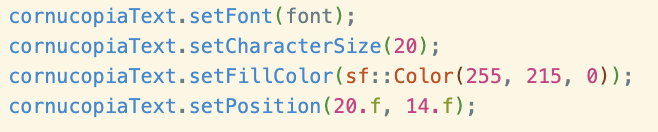 cornucopiaText.setFont(font);
cornucopiaText.setCharacterSize(20);
cornucopiaText.setFillColor(sf::Color(255, 215, 0));
cornucopiaText.setPosition(20.f, 14.f);